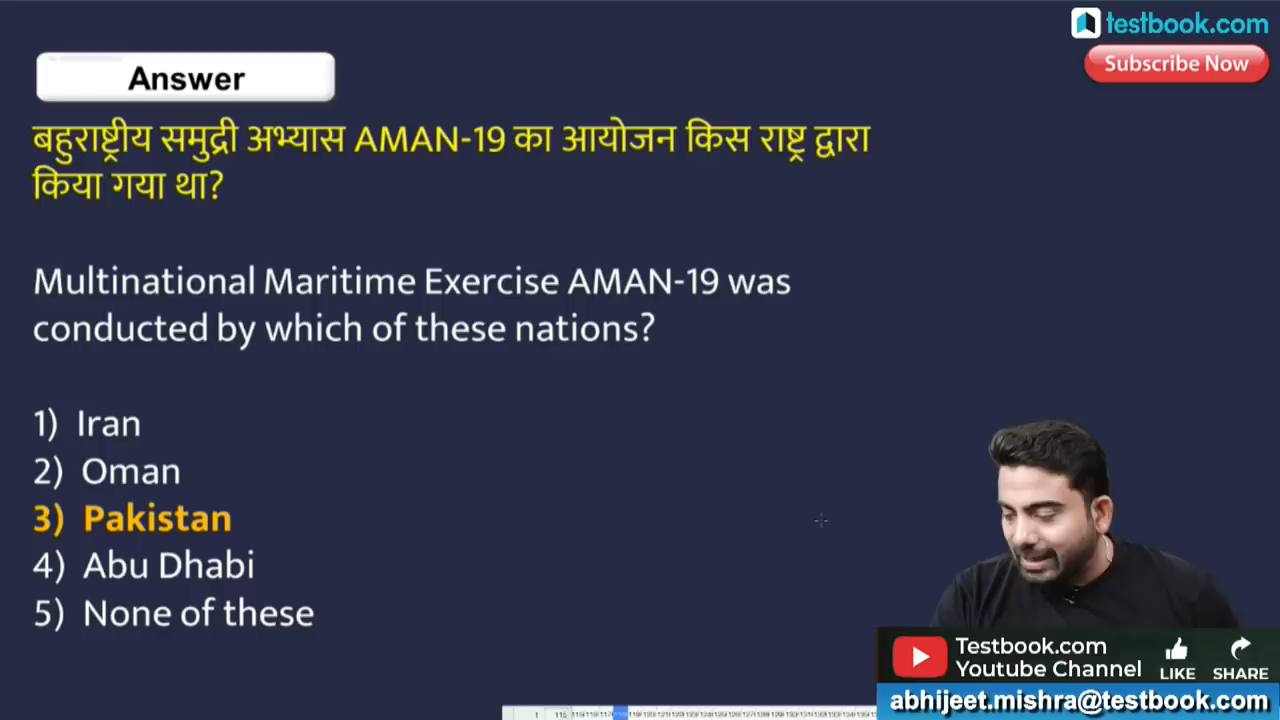 testbook.com
Subscribe Now
Answer
बहुराष्ट्रीय समुद्री अभ्यास AMAN-19 का आयोजन किस राष्ट्र द्वारा
किया गया था?
Multinational Maritime Exercise AMAN-19 was
conducted by which of these nations?
1) Iran
2) Oman
3) Pakistan
4) Abu Dhabi
5) None of these
Testbook.com
Youtube Channel
LIKE
SHARE
abhijeet.mishra@testbook.com